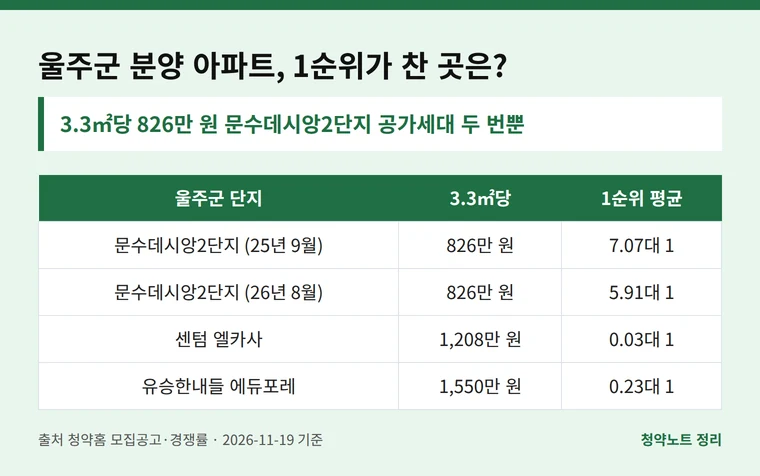 울주군 분양 아파트, 1순위가 찬 곳은?
3.3㎡당 826만 원 문수데시앙2단지 공가세대 두 번뿐
울주군 단지 3.3㎡당 1순위 평균
문수데시앙2단지 (25년 9월) 826만 원 7.07대 1
문수데시앙2단지 (26년 8월) 826만 원 5.91대 1
센텀 엘카사 1,208만 원 0.03대 1
유승한내들 에듀포레 1,550만 원 0.23대 1
출처 청약홈 모집공고·경쟁률 · 2026-11-19 기준 청약노트 정리